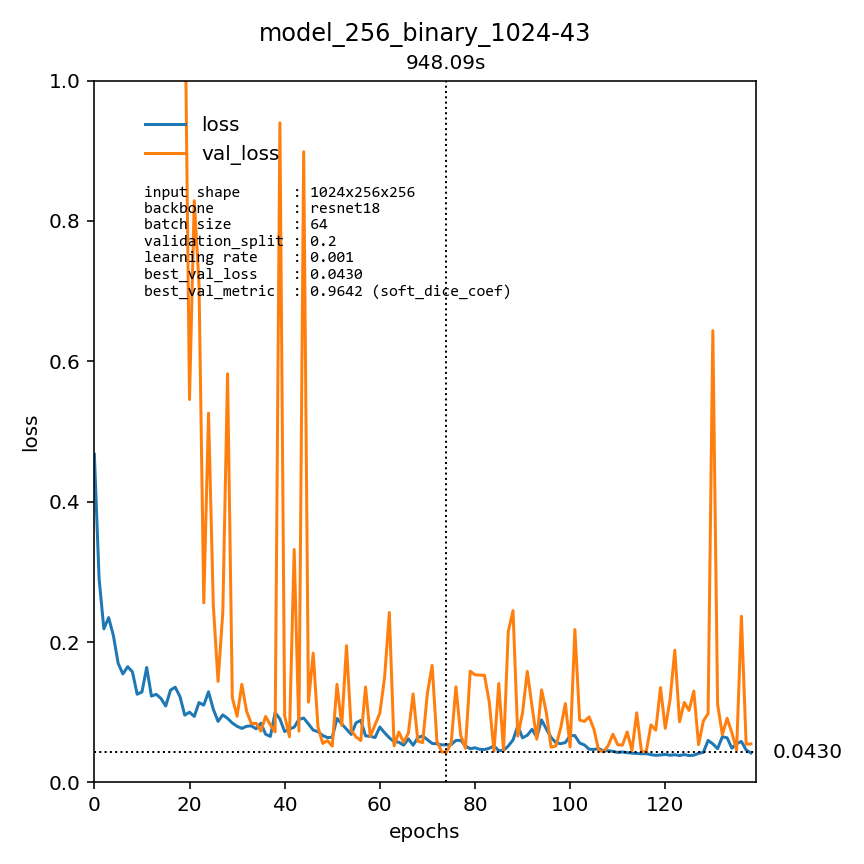 model_256_binary_1024-43
948.09s
1.0
0.8
0.6
0.4
0.2
0.0
loss
loss
val_loss
input shape : 1024x256x256
backbone : resnet18
batch size : 64
validation_split : 0.2
learning rate : 0.001
best_val_loss : 0.0430
best_val_metric : 0.9642 (soft_dice_coef)
0.0430
0 20 40 60 80 100 120
epochs